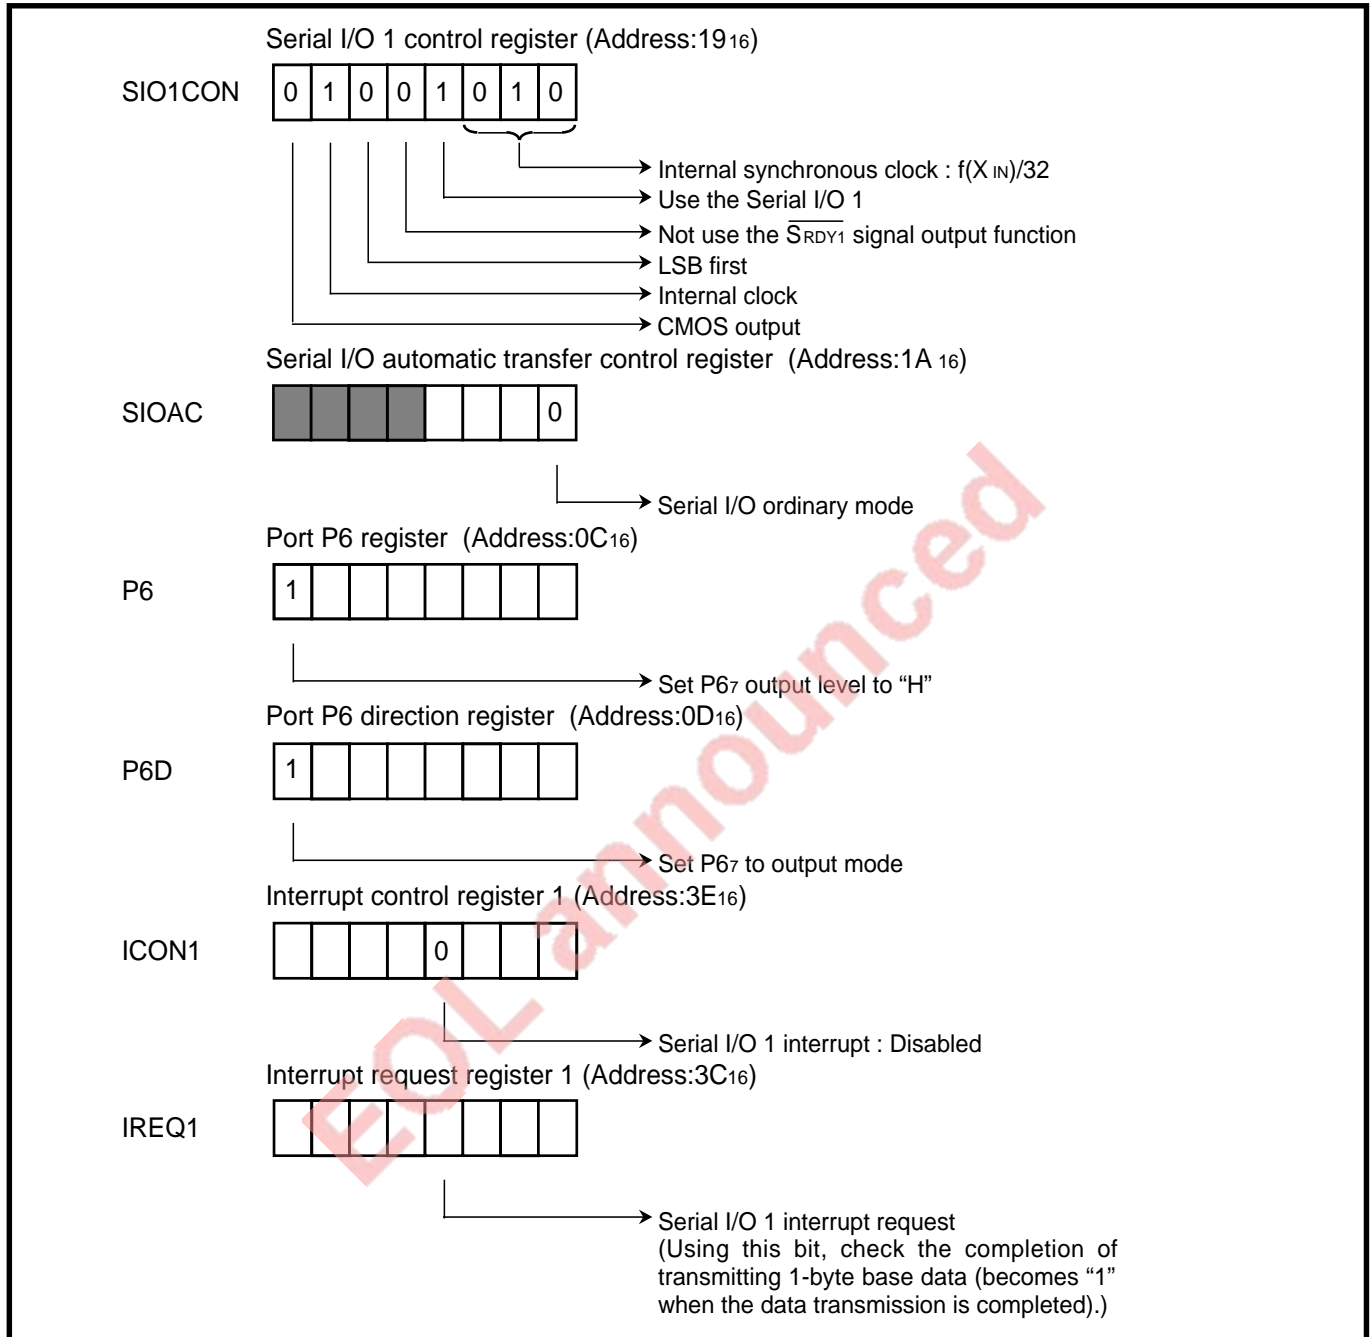 Serial I/O 1 control register (Address:1916)
SIO1CON 0 1 0 0 1 0 1 0
Internal synchronous clock : f(X IN)/32
Use the Serial I/O 1
Not use the SRDY1 signal output function
LSB first
Internal clock
CMOS output
Serial I/O automatic transfer control register (Address:1A 16)
SIOAC 0
Serial I/O ordinary mode
Port P6 register (Address:0C16)
P6 1
Set P67 output level to “H”
Port P6 direction register (Address:0D16)
P6D 1
Set P67 to output mode
Interrupt control register 1 (Address:3E16)
ICON1 0
Serial I/O 1 interrupt : Disabled
Interrupt request register 1 (Address:3C16)
IREQ1
Serial I/O 1 interrupt request
(Using this bit, check the completion of
transmitting 1-byte base data (becomes “1”
when the data transmission is completed).)
EOL announced